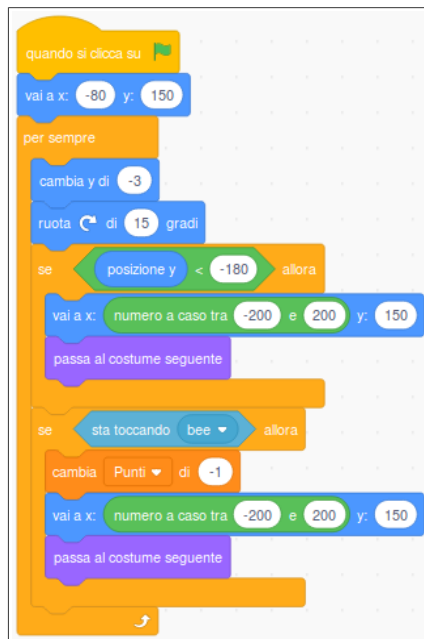 quando si clicca su
vai a x: -80 y: 150
per sempre
cambia y di -3
ruota di 15 gradi
se posizione y < -180 allora
vai a x: numero a caso tra -200 e 200 y: 150
passa al costume seguente
se sta toccando bee allora
cambia Punti di -1
vai a x: numero a caso tra -200 e 200 y: 150
passa al costume seguente